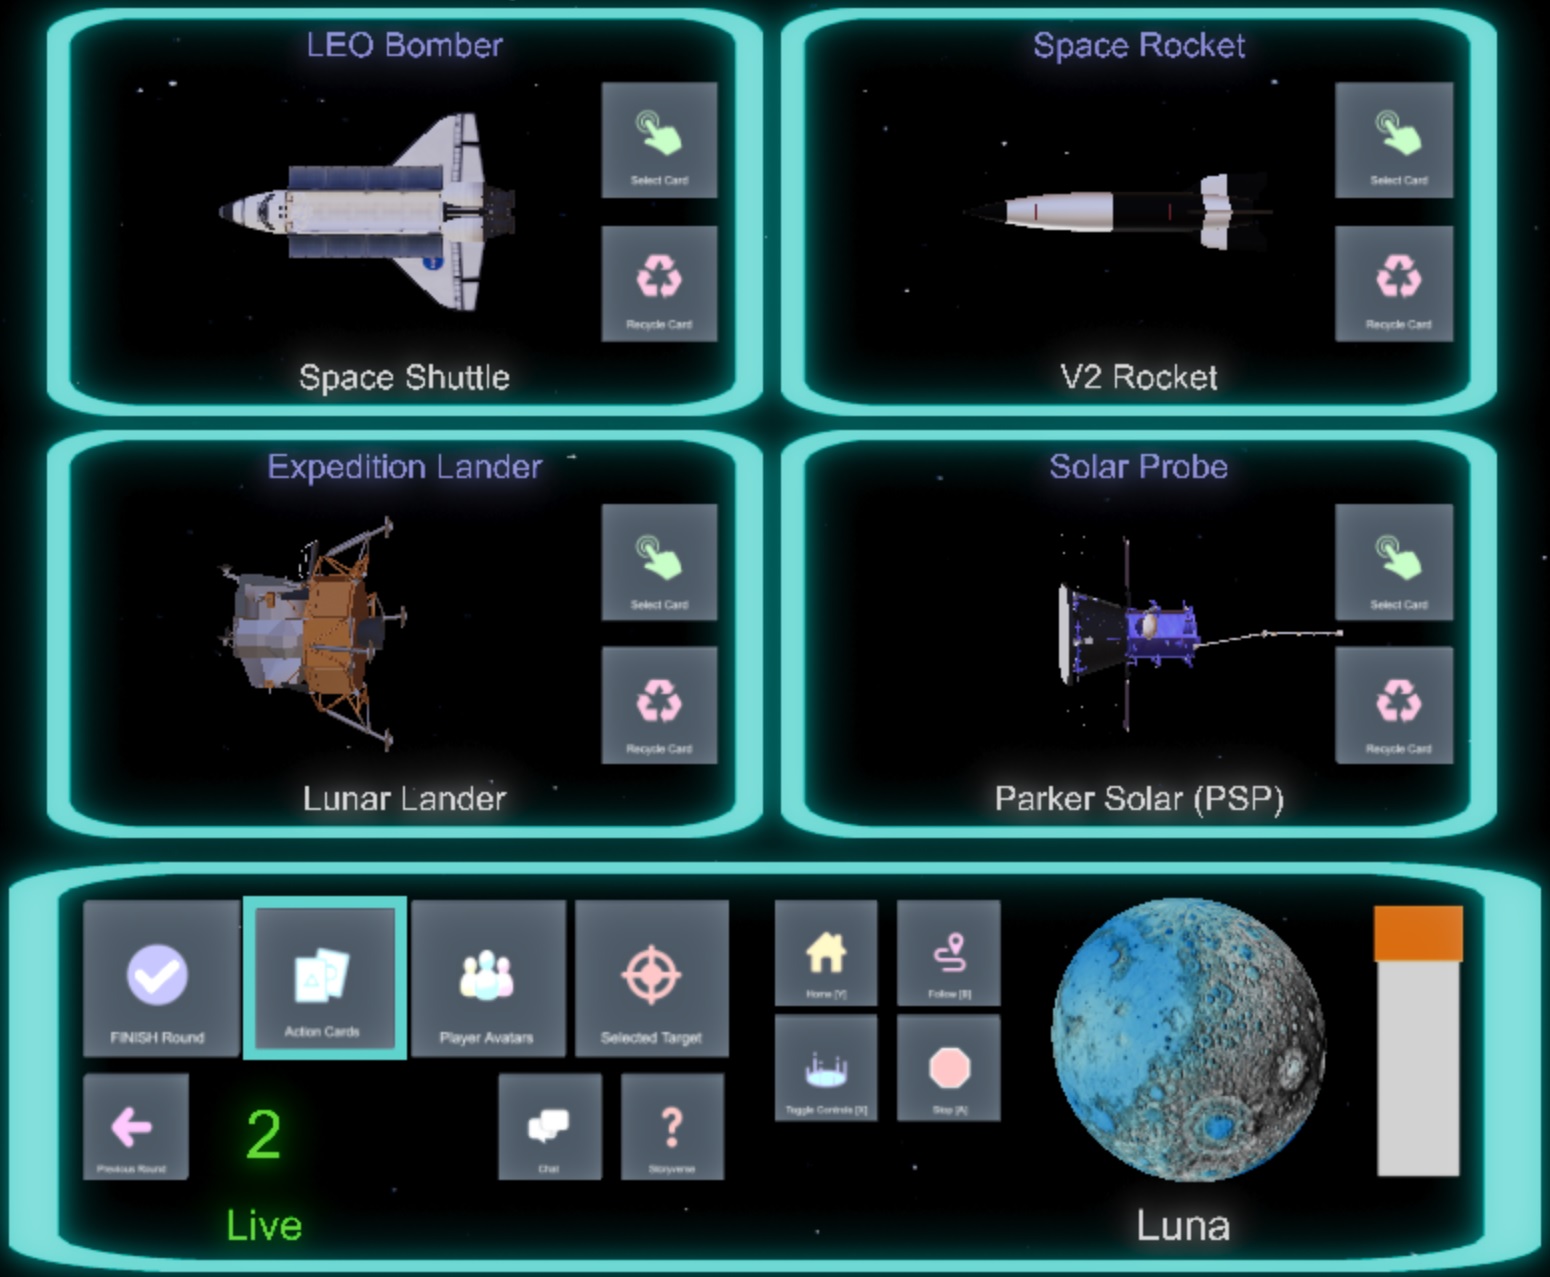 LEO Bomber
Select Card
Recycle Card
Space Shuttle
Space Rocket
Select Card
Recycle Card
V2 Rocket
Expedition Lander
Select Card
Recycle Card
Lunar Lander
Solar Probe
Select Card
Recycle Card
Parker Solar (PSP)
FINISH Round
Action Cards
Player Avatars
Selected Target
Home [Y]
Follow [B]
Toggle Controls [X]
Stop [A]
Previous Round
2
Live
Chat
Storyverse
Luna